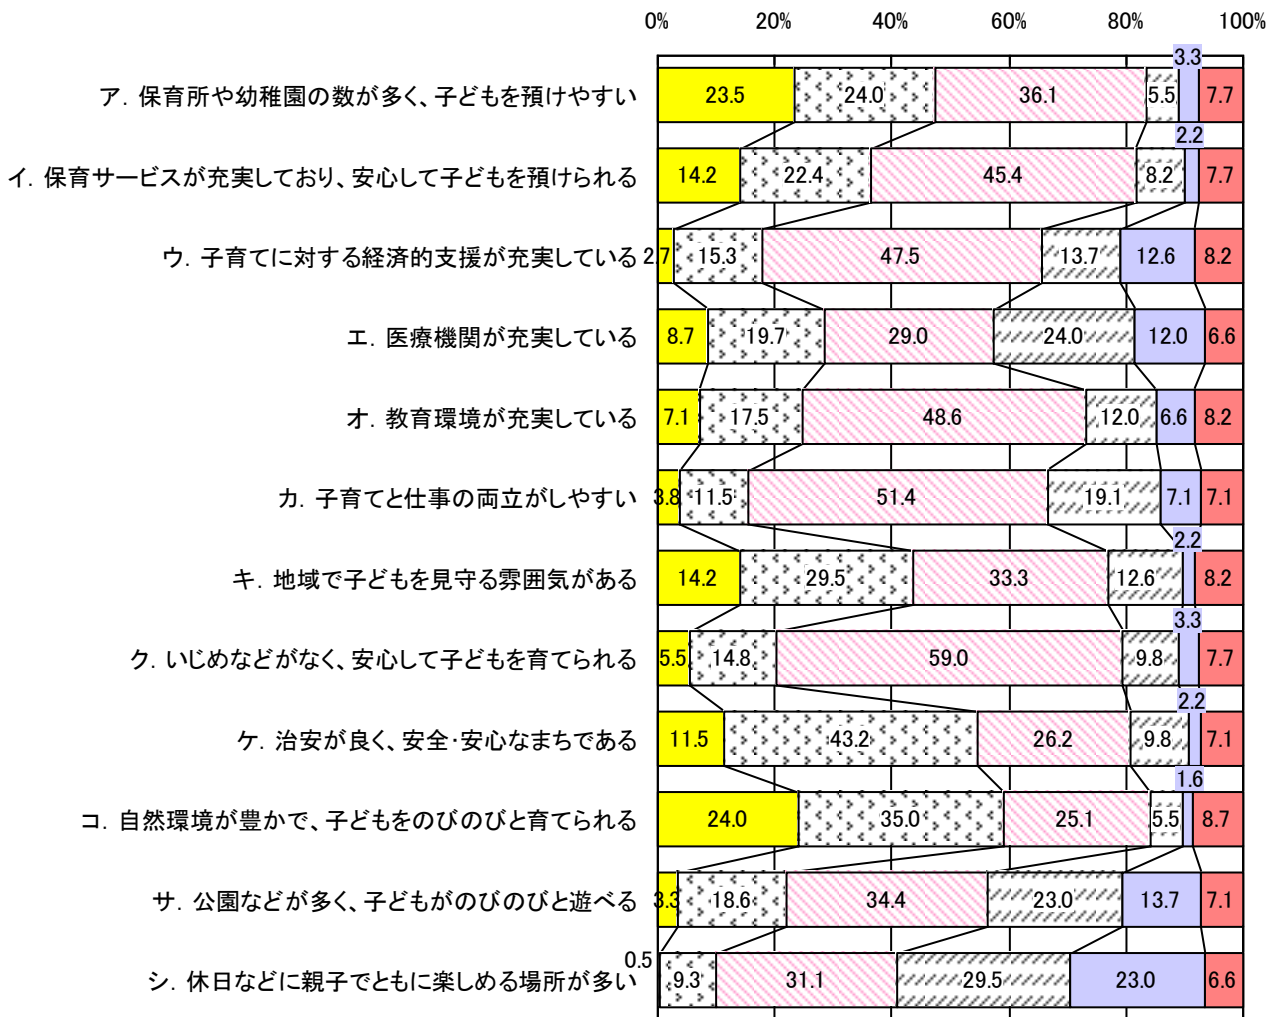 0% 20% 40% 60% 80% 100%
3.3
ア．保育所や幼稚園の数が多く、子どもを預けやすい 23.5 24.0 36.1 5.5 7.7
2.2
イ．保育サービスが充実しており、安心して子どもを預けられる 14.2 22.4 45.4 8.2 7.7
ウ．子育てに対する経済的支援が充実している 2.7 15.3 47.5 13.7 12.6 8.2
エ．医療機関が充実している 8.7 19.7 29.0 24.0 12.0 6.6
オ．教育環境が充実している 7.1 17.5 48.6 12.0 6.6 8.2
カ．子育てと仕事の両立がしやすい 3.8 11.5 51.4 19.1 7.1 7.1
2.2
キ．地域で子どもを見守る雰囲気がある 14.2 29.5 33.3 12.6 8.2
3.3
ク．いじめなどがなく、安心して子どもを育てられる 5.5 14.8 59.0 9.8 7.7
2.2
ケ．治安が良く、安全・安心なまちである 11.5 43.2 26.2 9.8 7.1
1.6
コ．自然環境が豊かで、子どもをのびのびと育てられる 24.0 35.0 25.1 5.5 8.7
サ．公園などが多く、子どもがのびのびと遊べる 3.3 18.6 34.4 23.0 13.7 7.1
0.5
シ．休日などに親子でともに楽しめる場所が多い 9.3 31.1 29.5 23.0 6.6